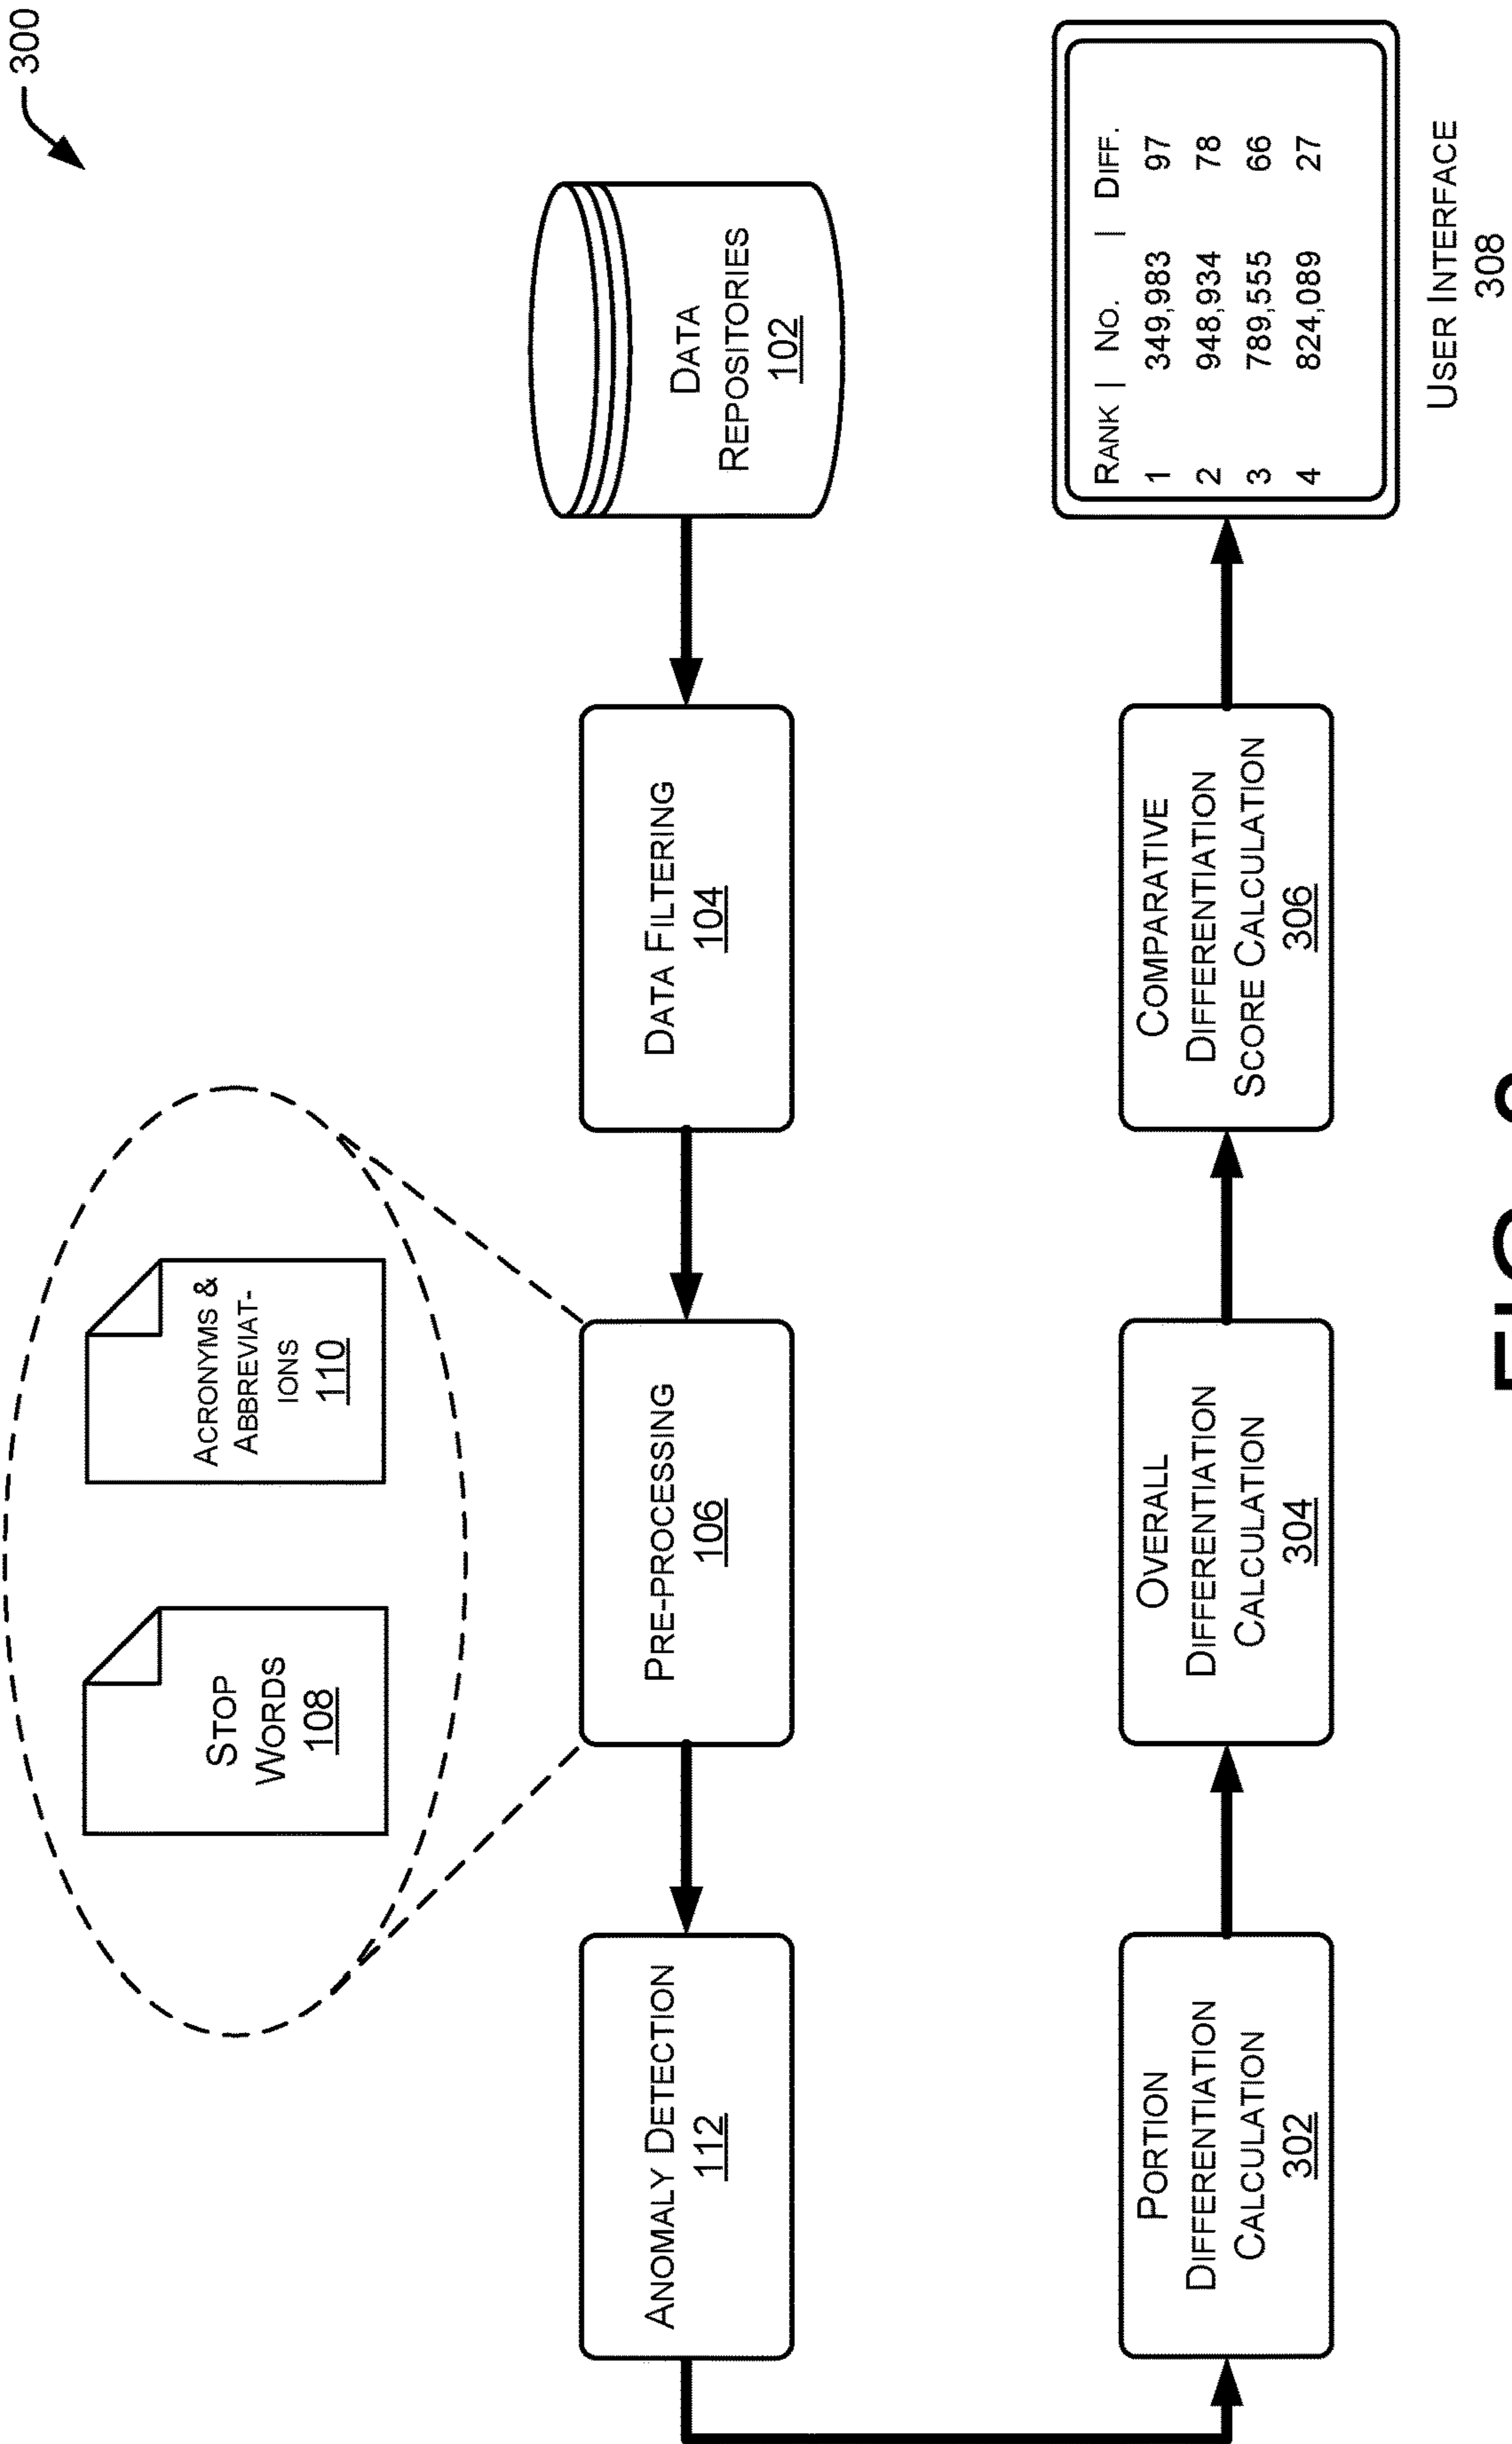 300
STOP
WORDS
108
ACRONYMS &
ABBREVIAT-
IONS
110
ANOMALY DETECTION
112
PRE-PROCESSING
106
DATA FILTERING
104
DATA
REPOSITORIES
102
PORTION
DIFFERENTIATION
CALCULATION
302
OVERALL
DIFFERENTIATION
CALCULATION
304
COMPARATIVE
DIFFERENTIATION
SCORE CALCULATION
306
RANK | NO. | DIFF.
1 349,983 97
2 948,934 78
3 789,555 66
4 824,089 27
USER INTERFACE
308